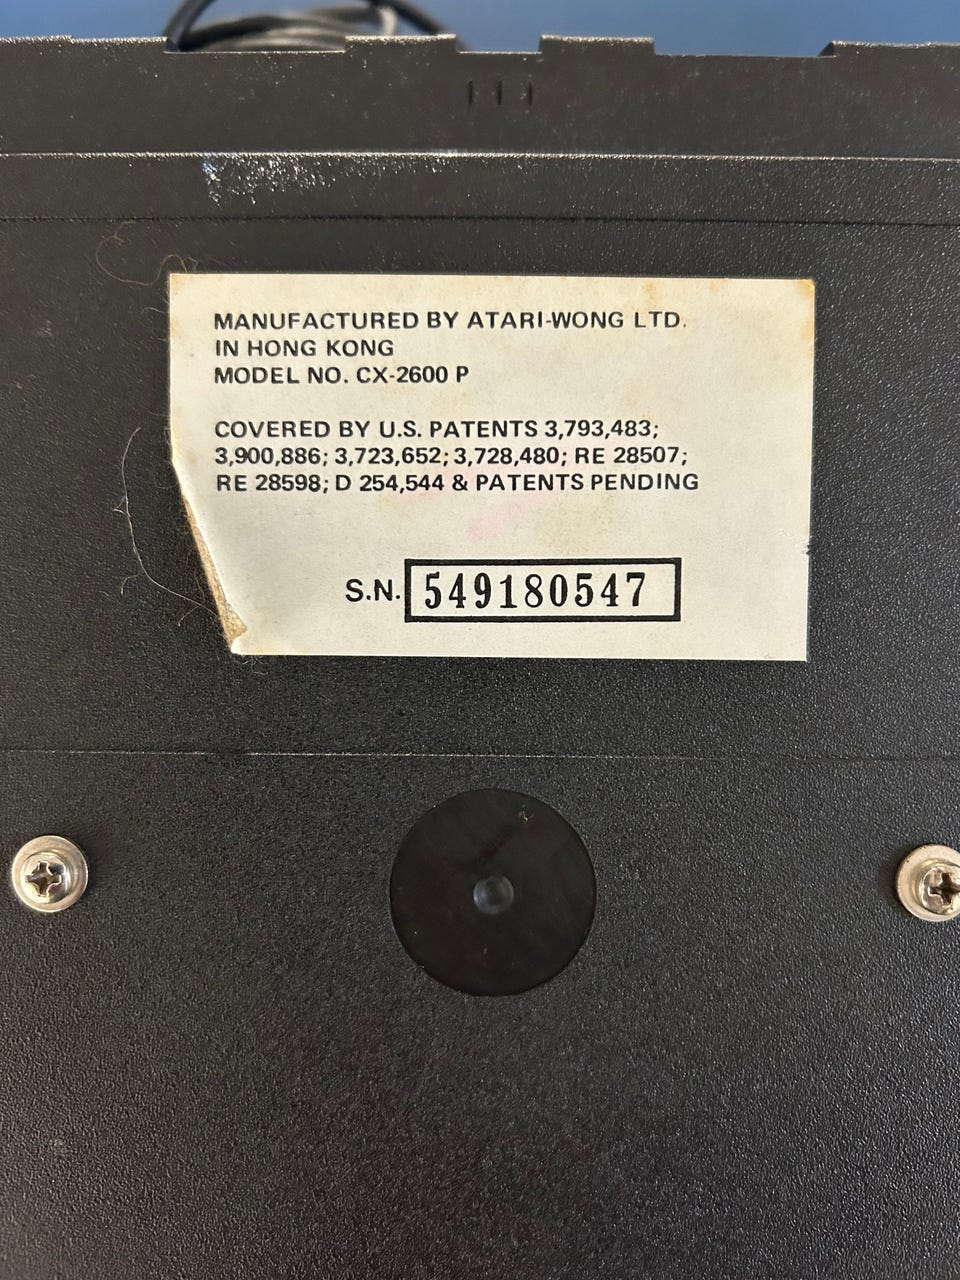 MANUFACTURED BY ATARI-WONG LTD.
IN HONG KONG
MODEL NO. CX-2600 P
COVERED BY U.S. PATENTS 3,793,483;
3,900,886; 3,723,652; 3,728,480; RE 28507;
RE 28598; D 254,544 & PATENTS PENDING
S.N. 549180547